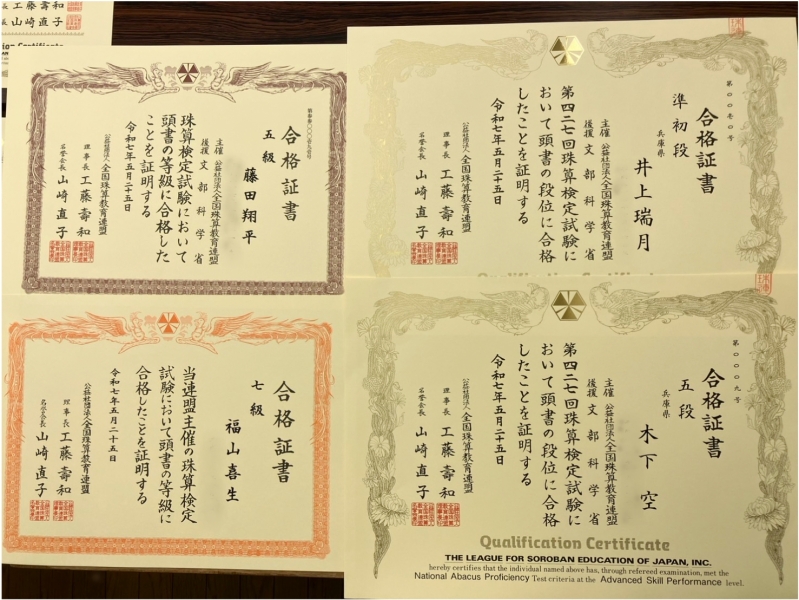 工藤壽和
山崎直子
合格証書
五級
藤田翔平
主催 公益社団法人全国珠算教育連盟
後援 文部科学省
珠算検定試験において
頭書の等級に合格した
ことを証明する
令和七年五月二十五日
公益社団法人全国珠算教育連盟
理事長 工藤壽和
名誉会長 山崎直子
合格証書
準初段
兵庫県
井上瑞月
主催 公益社団法人全国珠算教育連盟
後援 文部科学省
第四二七回珠算検定試験に
おいて頭書の段位に合格
したことを証明する
令和七年五月二十五日
公益社団法人全国珠算教育連盟
理事長 工藤壽和
名誉会長 山崎直子
Qualification Certificate
合格証書
七級
福山喜生
当連盟主催の珠算検定
試験において頭書の等級に
合格したことを証明する
令和七年五月二十五日
公益社団法人全国珠算教育連盟
理事長 工藤壽和
名誉会長 山崎直子
第〇〇〇九号
合格証書
五段
兵庫県
木下空
主催 公益社団法人全国珠算教育連盟
後援 文部科学省
第四二七回珠算検定試験に
おいて頭書の段位に合格
したことを証明する
令和七年五月二十五日
公益社団法人全国珠算教育連盟
理事長 工藤壽和
名誉会長 山崎直子
Qualification Certificate
THE LEAGUE FOR SOROBAN EDUCATION OF JAPAN, INC.
hereby certifies that the individual named above has, through refereed examination, met the
National Abacus Proficiency Test criteria at the Advanced Skill Performance level.